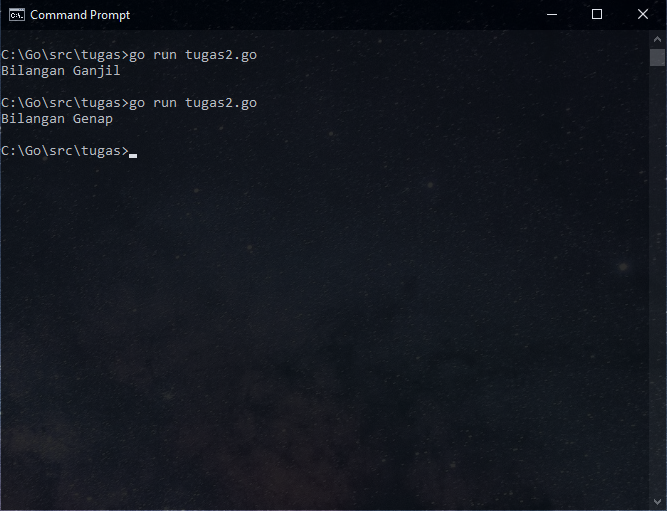 Command Prompt
C:\Go\src\tugas>go run tugas2.go
Bilangan Ganjil
C:\Go\src\tugas>go run tugas2.go
Bilangan Genap
C:\Go\src\tugas>